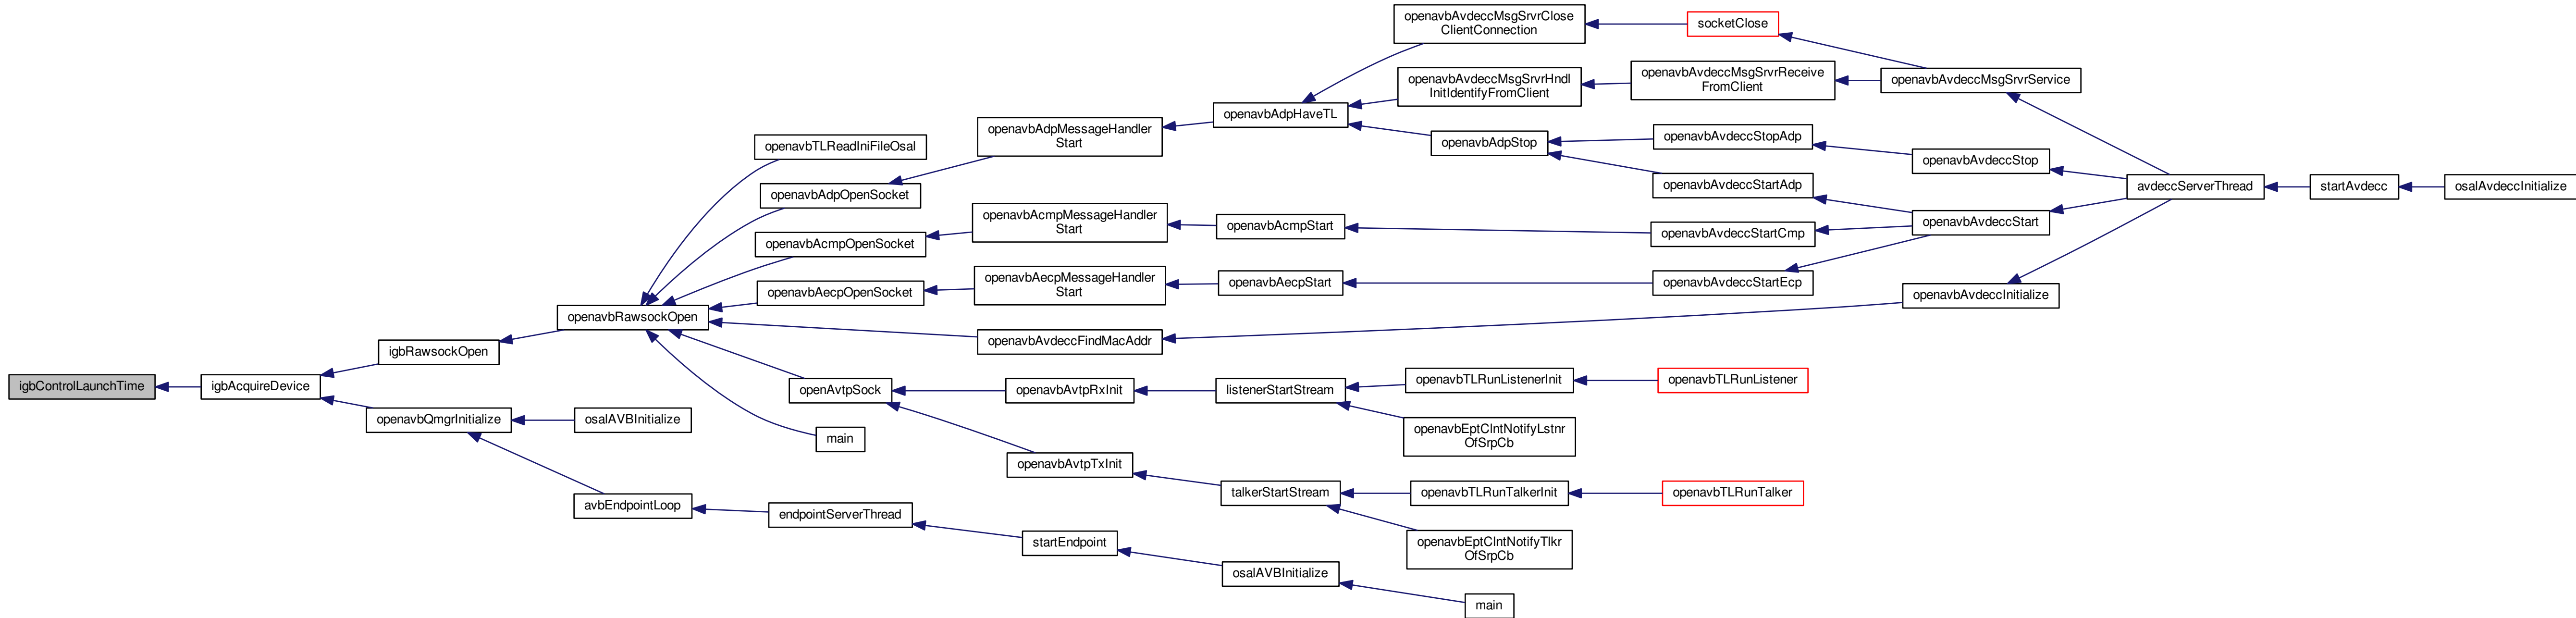 igbControlLaunchTime
igbAcquireDevice
igbRawsockOpen
openavbQmgrInitialize
openavbRawsockOpen
osalAVBInitialize
avbEndpointLoop
openavbTLReadIniFileOsal
openavbAdpOpenSocket
openavbAcmpOpenSocket
openavbAecpOpenSocket
openavbAvdeccFindMacAddr
openAvtpSock
main
endpointServerThread
openavbAdpMessageHandler
Start
openavbAcmpMessageHandler
Start
openavbAecpMessageHandler
Start
openavbAvtpRxInit
openavbAvtpTxInit
startEndpoint
openavbAdpHaveTL
openavbAcmpStart
openavbAecpStart
listenerStartStream
talkerStartStream
osalAVBInitialize
openavbAvdeccMsgSrvrClose
ClientConnection
openavbAvdeccMsgSrvrHndl
InitIdentifyFromClient
openavbAdpStop
openavbTLRunListenerInit
openavbEptClntNotifyLstnr
OfSrpCb
openavbTLRunTalkerInit
openavbEptClntNotifyTlkr
OfSrpCb
main
socketClose
openavbAvdeccMsgSrvrReceive
FromClient
openavbAvdeccStopAdp
openavbAvdeccStartAdp
openavbAvdeccStartCmp
openavbAvdeccStartEcp
openavbTLRunListener
openavbTLRunTalker
openavbAvdeccMsgSrvrService
openavbAvdeccStop
openavbAvdeccStart
openavbAvdeccInitialize
avdeccServerThread
startAvdecc
osalAvdeccInitialize